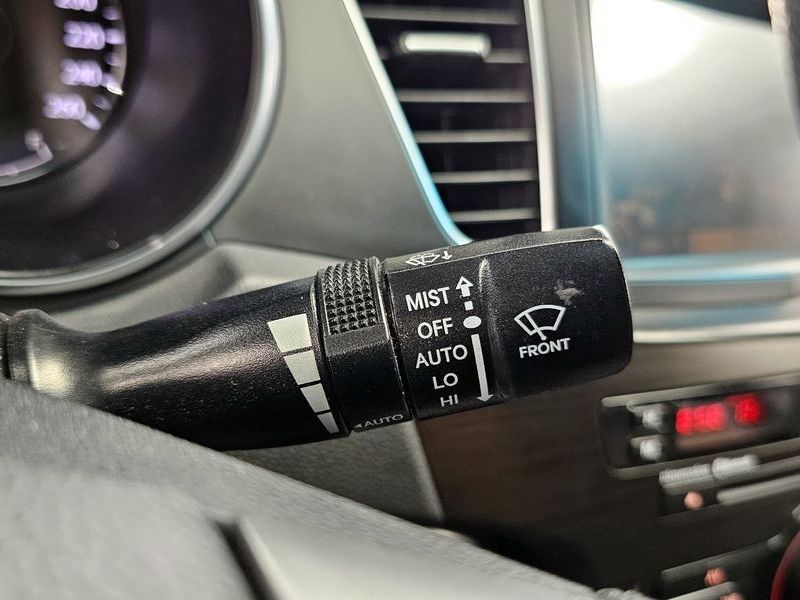 220
240
260
MIST
OFF
AUTO
LO
HI
FRONT
◄AUTO